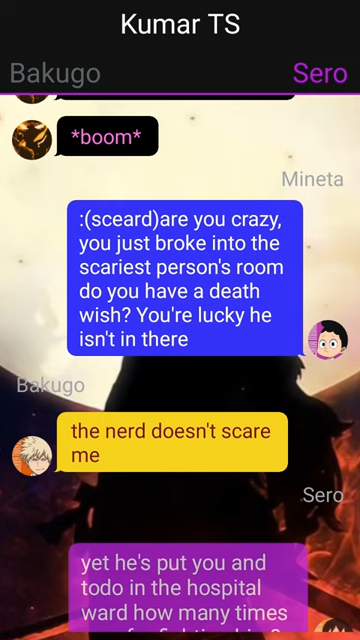 Kumar TS
Bakugo
Sero
*boom*
Mineta
:(sceard)are you crazy,
you just broke into the
scariest person's room
do you have a death
wish? You're lucky he
isn't in there
Bakugo
the nerd doesn't scare
me
Sero
yet he's put you and
todo in the hospital
ward how many times